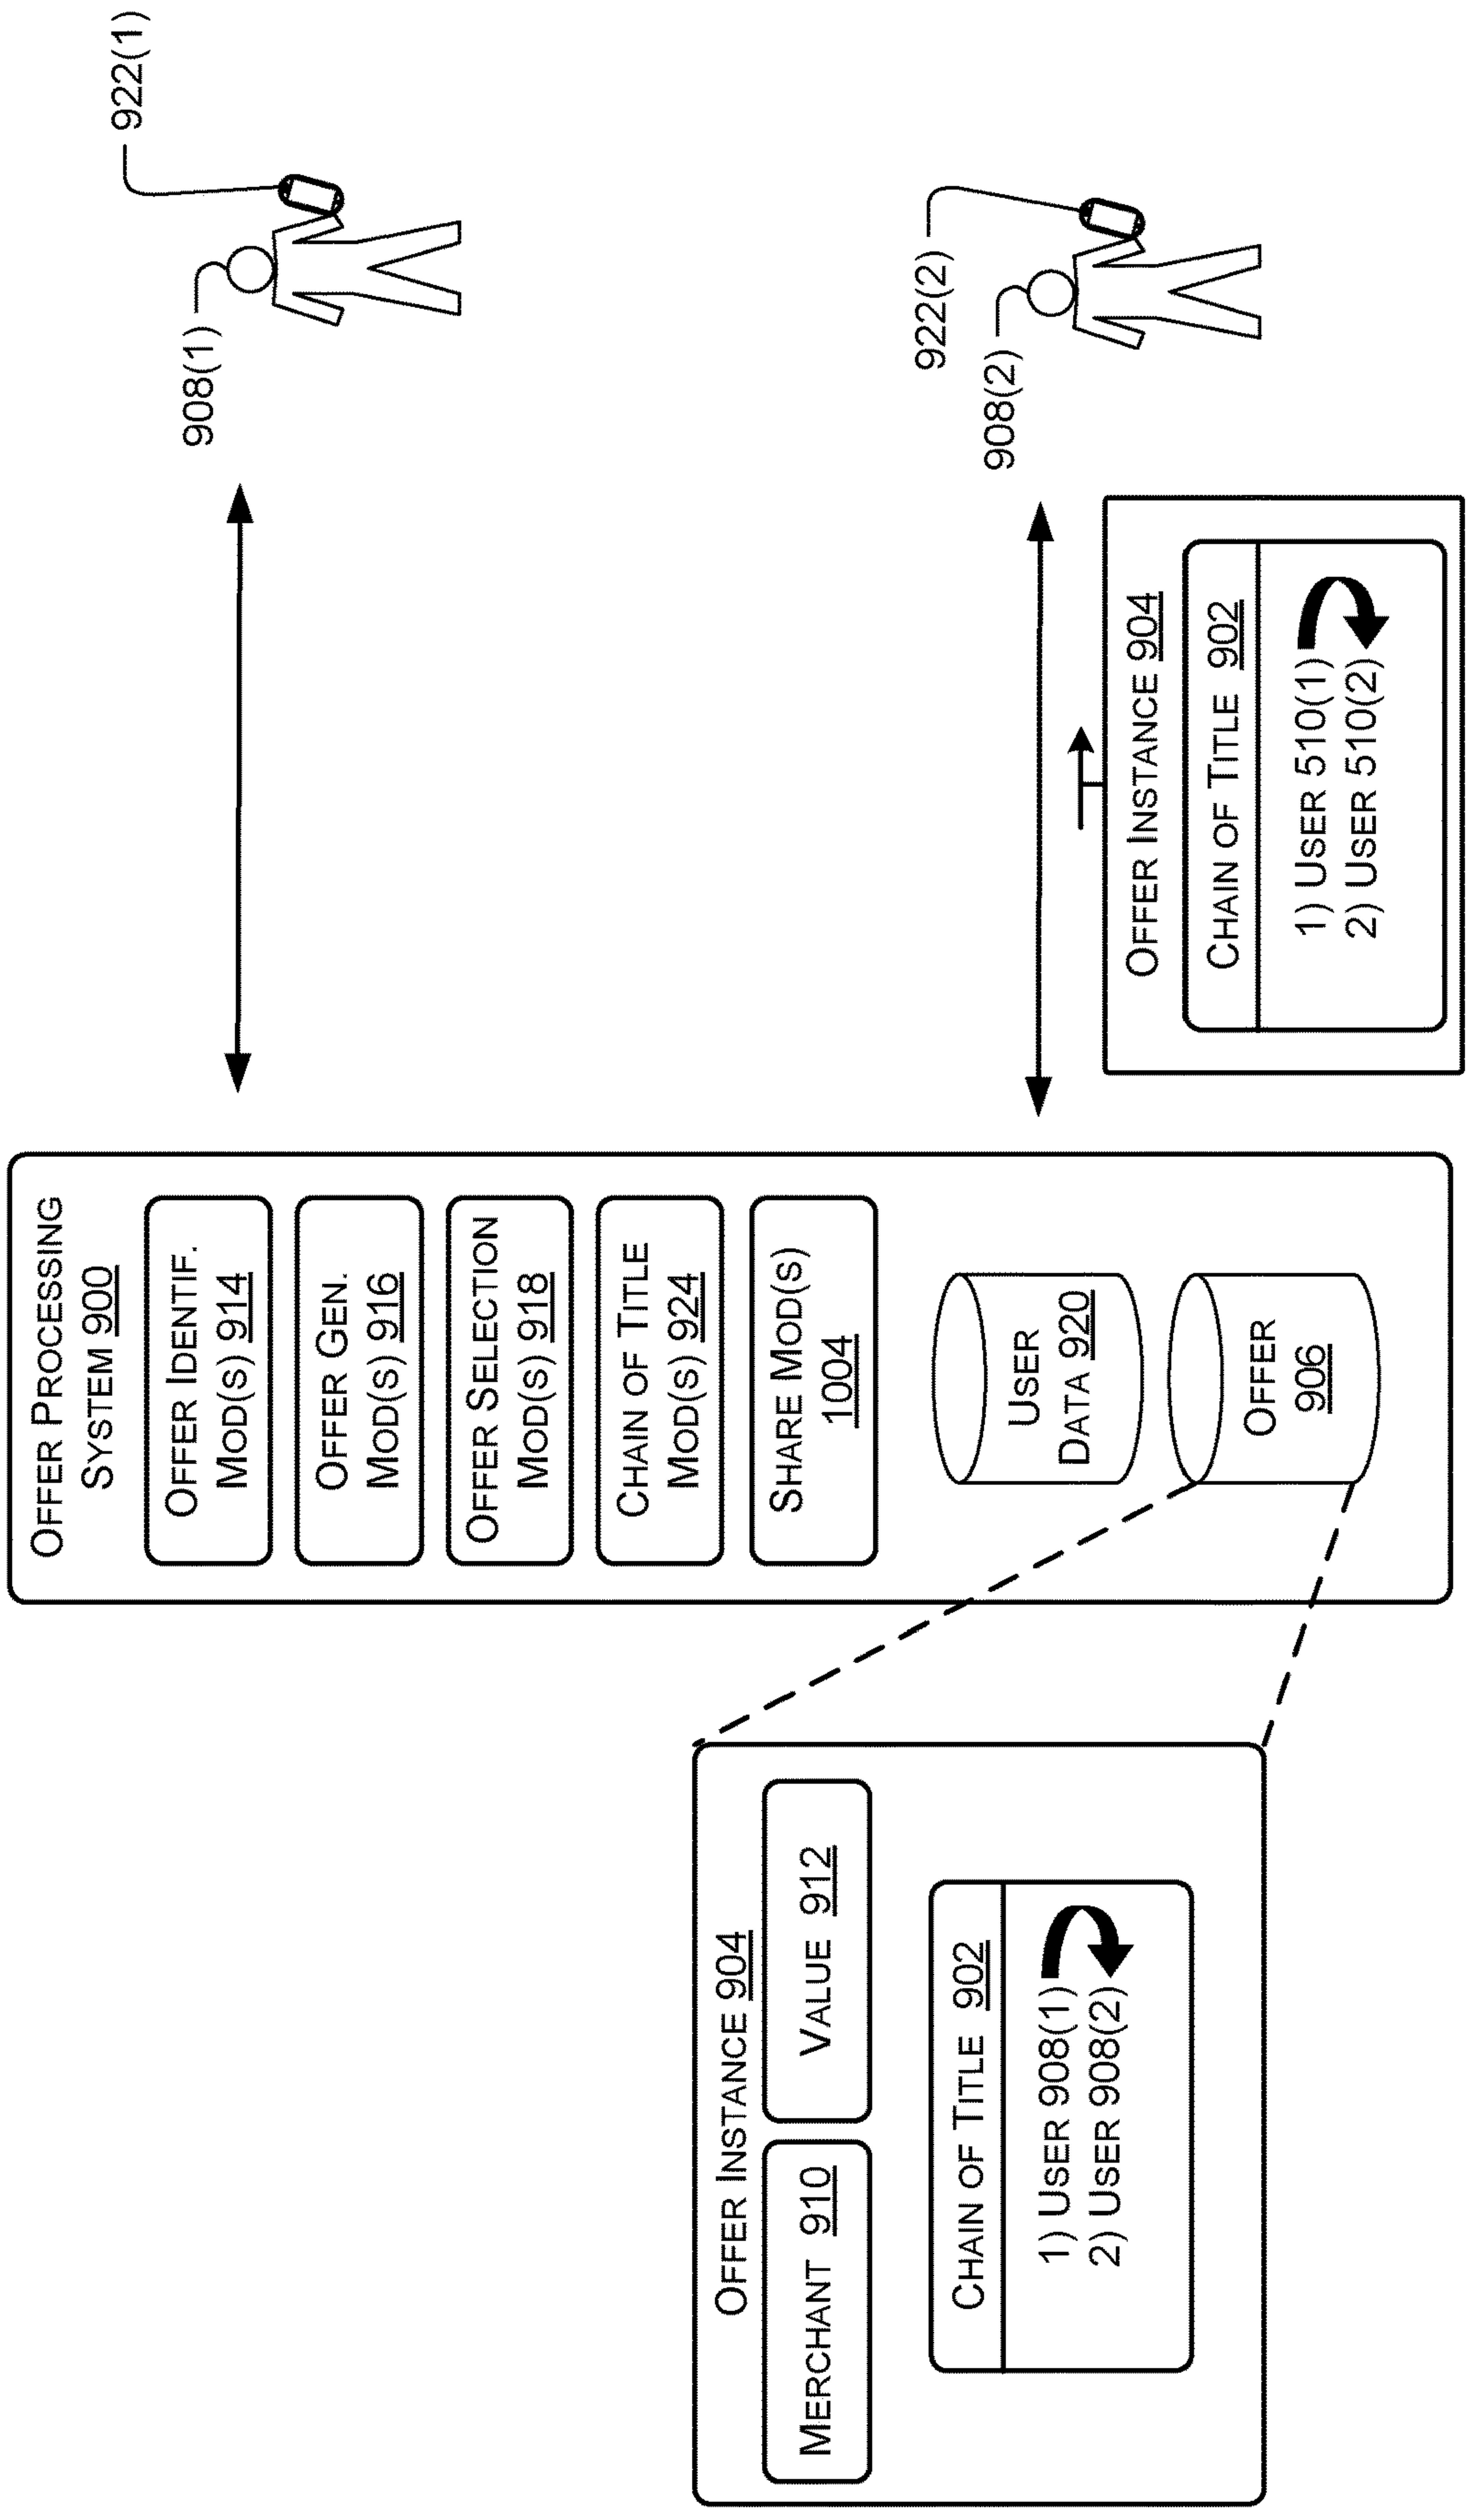 OFFER INSTANCE 904
MERCHANT 910
VALUE 912
CHAIN OF TITLE 902
1) USER 908(1)
2) USER 908(2)
OFFER PROCESSING
SYSTEM 900
OFFER IDENTIF.
MOD(S) 914
OFFER GEN.
MOD(S) 916
OFFER SELECTION
MOD(S) 918
CHAIN OF TITLE
MOD(S) 924
SHARE MOD(S)
1004
USER
DATA 920
OFFER
906
922(1)
908(1)
922(2)
908(2)
OFFER INSTANCE 904
CHAIN OF TITLE 902
1) USER 510(1)
2) USER 510(2)